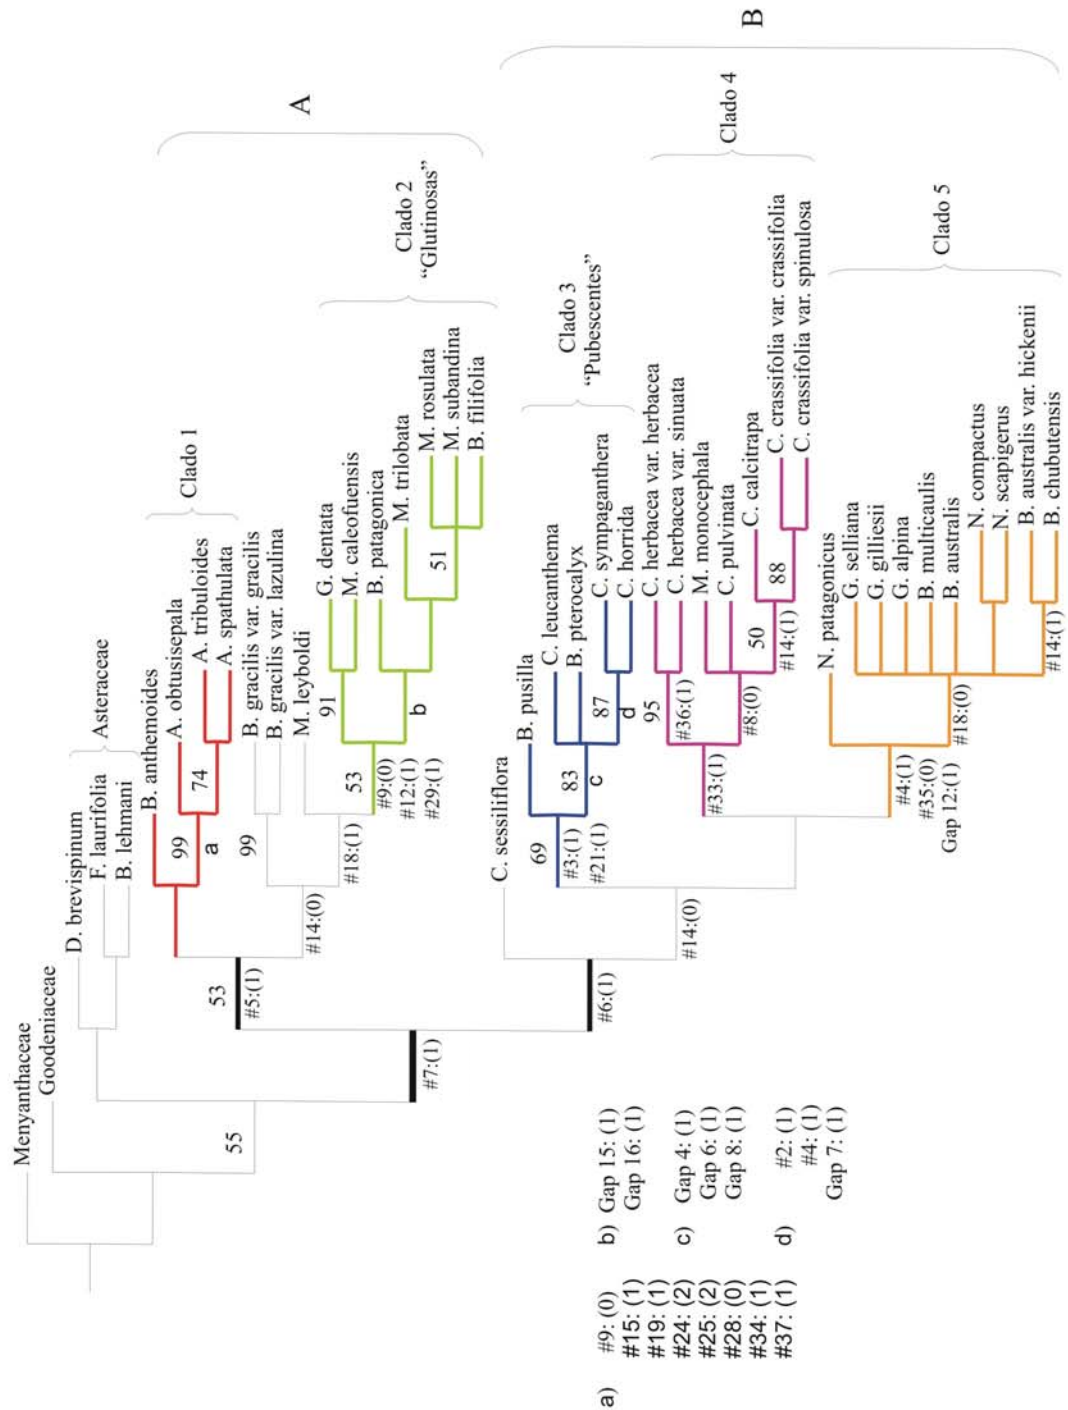 Menyanthaceae
Goodeniaceae
D. brevispinum
F. laurifolia
B. lehmani
Asteraceae
B. anthemoides
A. obtusisepala
A. tribuloides
A. spathulata
Clado 1
B. gracilis var. gracilis
B. gracilis var. lazulina
M. leyboldi
G. dentata
M. caleofuensis
B. patagonica
M. trilobata
M. rosulata
M. subandina
B. filifolia
Clado 2
“Glutinosas”
A
C. sessiliflora
B. pusilla
C. leucanthema
B. pterocalyx
C. sympaganthera
C. horrida
Clado 3
“Pubescentes”
C. herbacea var. herbacea
C. herbacea var. sinuata
M. monocephala
C. pulvinata
C. calcitrapa
C. crassifolia var. crassifolia
C. crassifolia var. spinulosa
Clado 4
N. patagonicus
G. selliana
G. gilliesii
G. alpina
B. multicaulis
B. australis
N. compactus
N. scapigerus
B. australis var. hickenii
B. chubutensis
Clado 5
B
55
#7:(1)
53
#5:(1)
99
a
74
99
#14:(0)
#18:(1)
53
#9:(0)
#12:(1)
#29:(1)
91
b
51
#6:(1)
#14:(0)
69
#3:(1)
#21:(1)
83
c
87
d
#33:(1)
95
#36:(1)
#8:(0)
50
#14:(1)
88
#4:(1)
#35:(0)
Gap 12:(1)
#18:(0)
#14:(1)
a) #9: (0)
#15: (1)
#19: (1)
#24: (2)
#25: (2)
#28: (0)
#34: (1)
#37: (1)
b) Gap 15: (1)
Gap 16: (1)
c) Gap 4: (1)
Gap 6: (1)
Gap 8: (1)
d) #2: (1)
#4: (1)
Gap 7: (1)